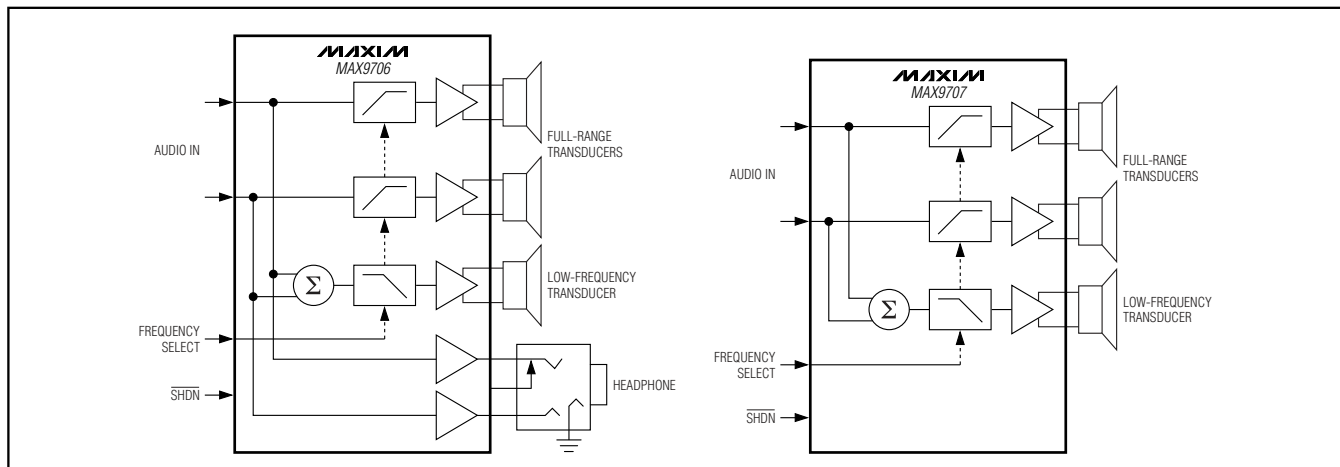 MAXIM
MAX9706
AUDIO IN
FULL-RANGE
TRANSDUCERS
Σ
LOW-FREQUENCY
TRANSDUCER
FREQUENCY
SELECT
SHDN
HEADPHONE
MAXIM
MAX9707
AUDIO IN
FULL-RANGE
TRANSDUCERS
Σ
LOW-FREQUENCY
TRANSDUCER
FREQUENCY
SELECT
SHDN